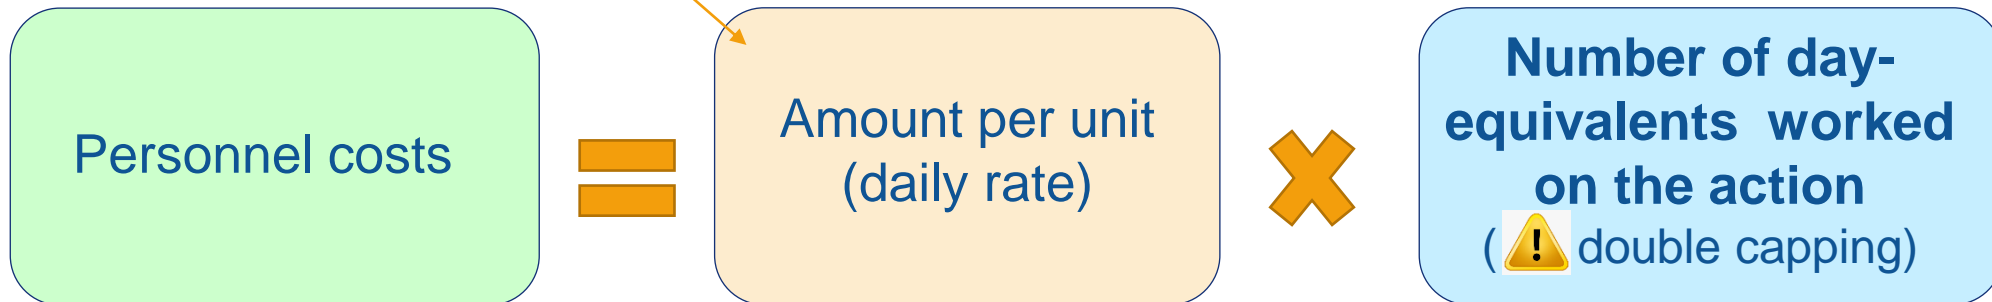 Personnel costs
Amount per unit
(daily rate)
Number of day-
equivalents worked
on the action
( double capping)